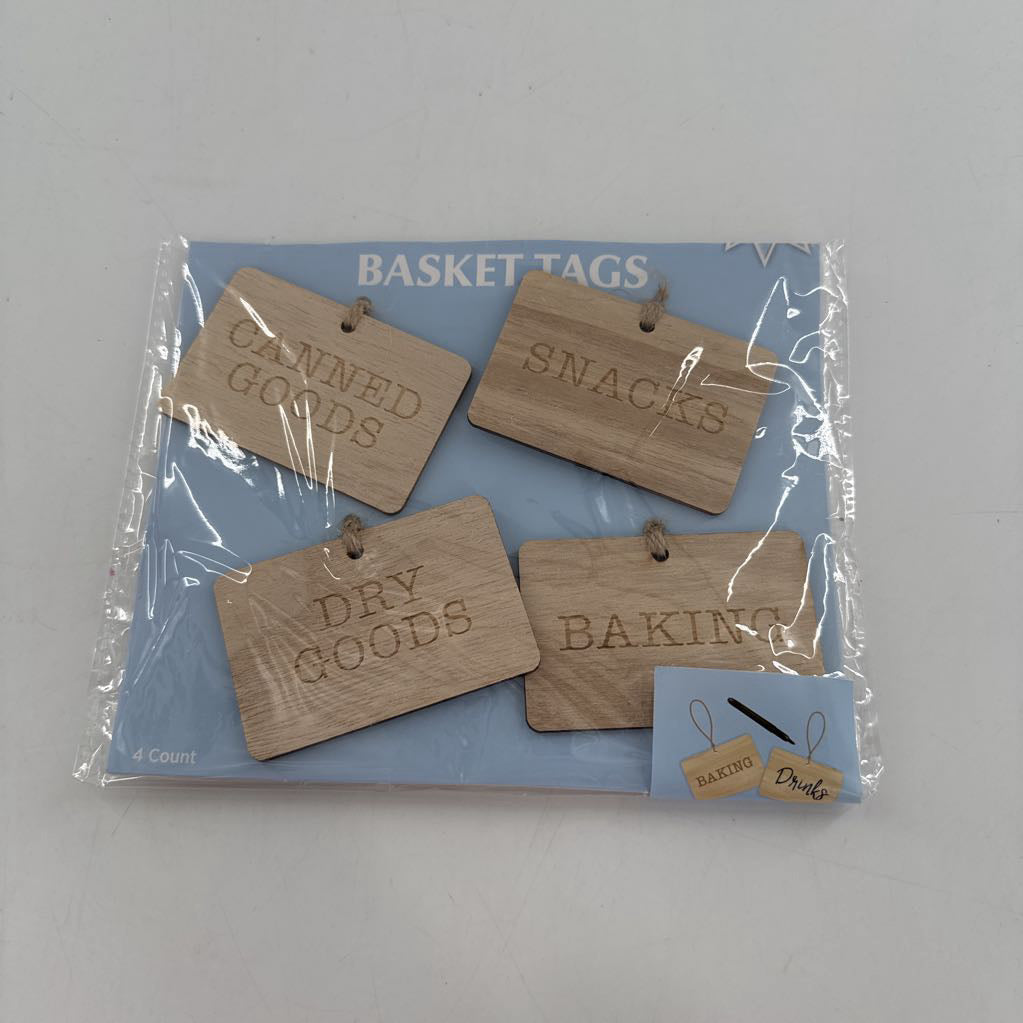 BASKET TAGS
CANNED
GOODS
SNACKS
DRY
GOODS
BAKING
4 Count
BAKING
Drinks